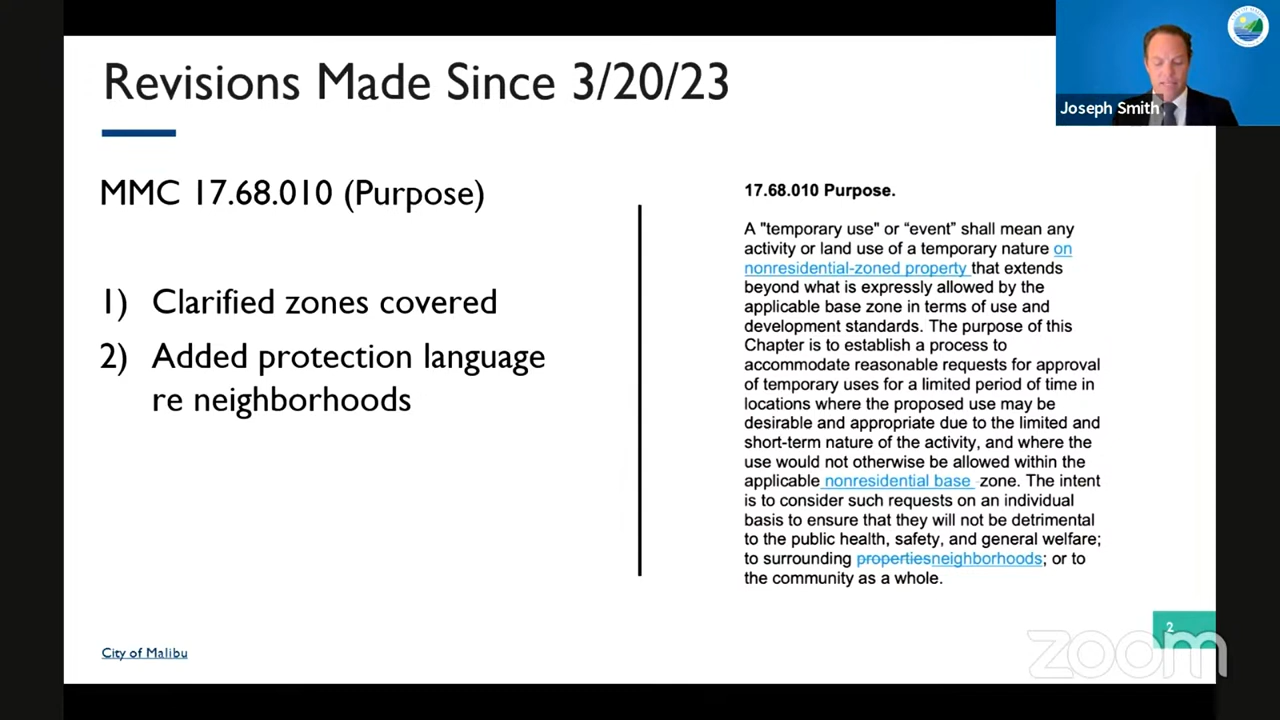 Revisions Made Since 3/20/23
Joseph Smith
MMC 17.68.010 (Purpose)
1) Clarified zones covered
2) Added protection language
re neighborhoods
17.68.010 Purpose.
A "temporary use" or “event” shall mean any
activity or land use of a temporary nature on
nonresidential-zoned property that extends
beyond what is expressly allowed by the
applicable base zone in terms of use and
development standards. The purpose of this
Chapter is to establish a process to
accommodate reasonable requests for approval
of temporary uses for a limited period of time in
locations where the proposed use may be
desirable and appropriate due to the limited and
short-term nature of the activity, and where the
use would not otherwise be allowed within the
applicable nonresidential base zone. The intent
is to consider such requests on an individual
basis to ensure that they will not be detrimental
to the public health, safety, and general welfare;
to surrounding propertiesneighborhoods; or to
the community as a whole.
City of Malibu
2
zoom